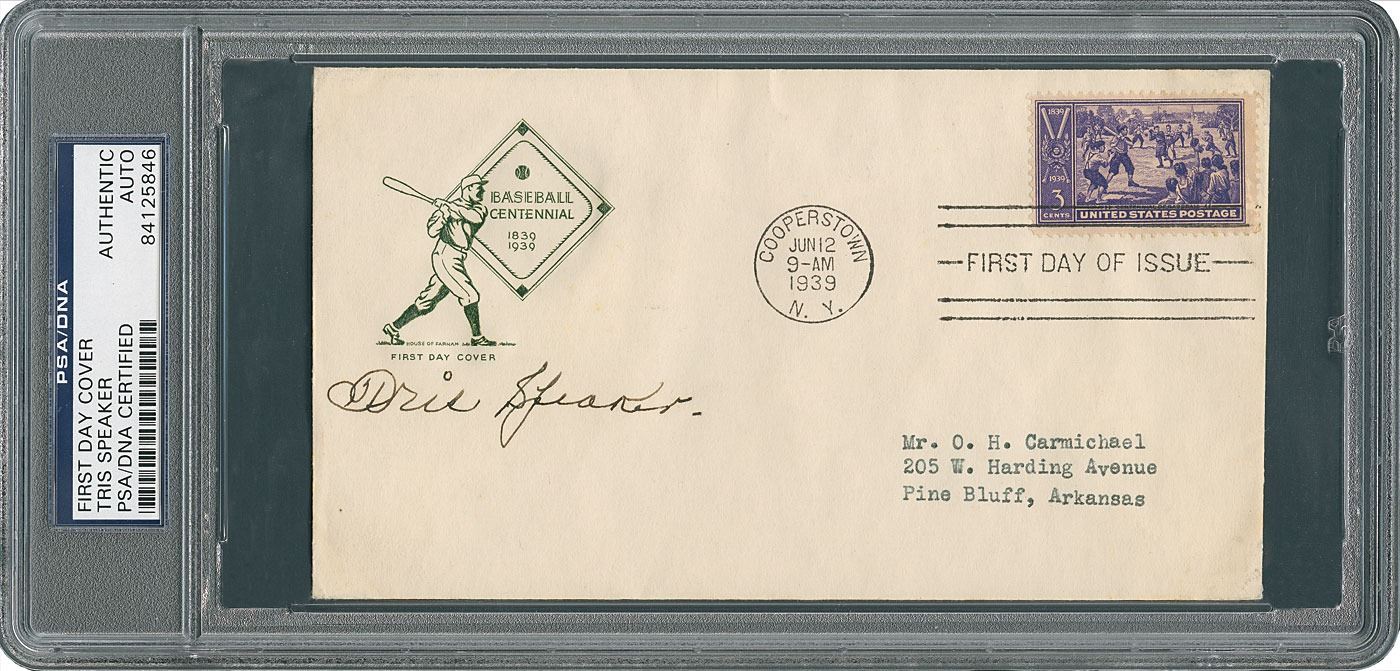 PSA/DNA
FIRST DAY COVER
TRIS SPEAKER
PSA/DNA CERTIFIED
AUTHENTIC
AUTO
84125846
BASEBALL
CENTENNIAL
1839
1939
HOUSE OF FARNAM
FIRST DAY COVER
Tris Speaker.
COOPERSTOWN
JUN 12
9-AM
1939
N. Y.
1839
1939
3
CENTS
UNITED STATES POSTAGE
FIRST DAY OF ISSUE
Mr. O. H. Carmichael
205 W. Harding Avenue
Pine Bluff, Arkansas